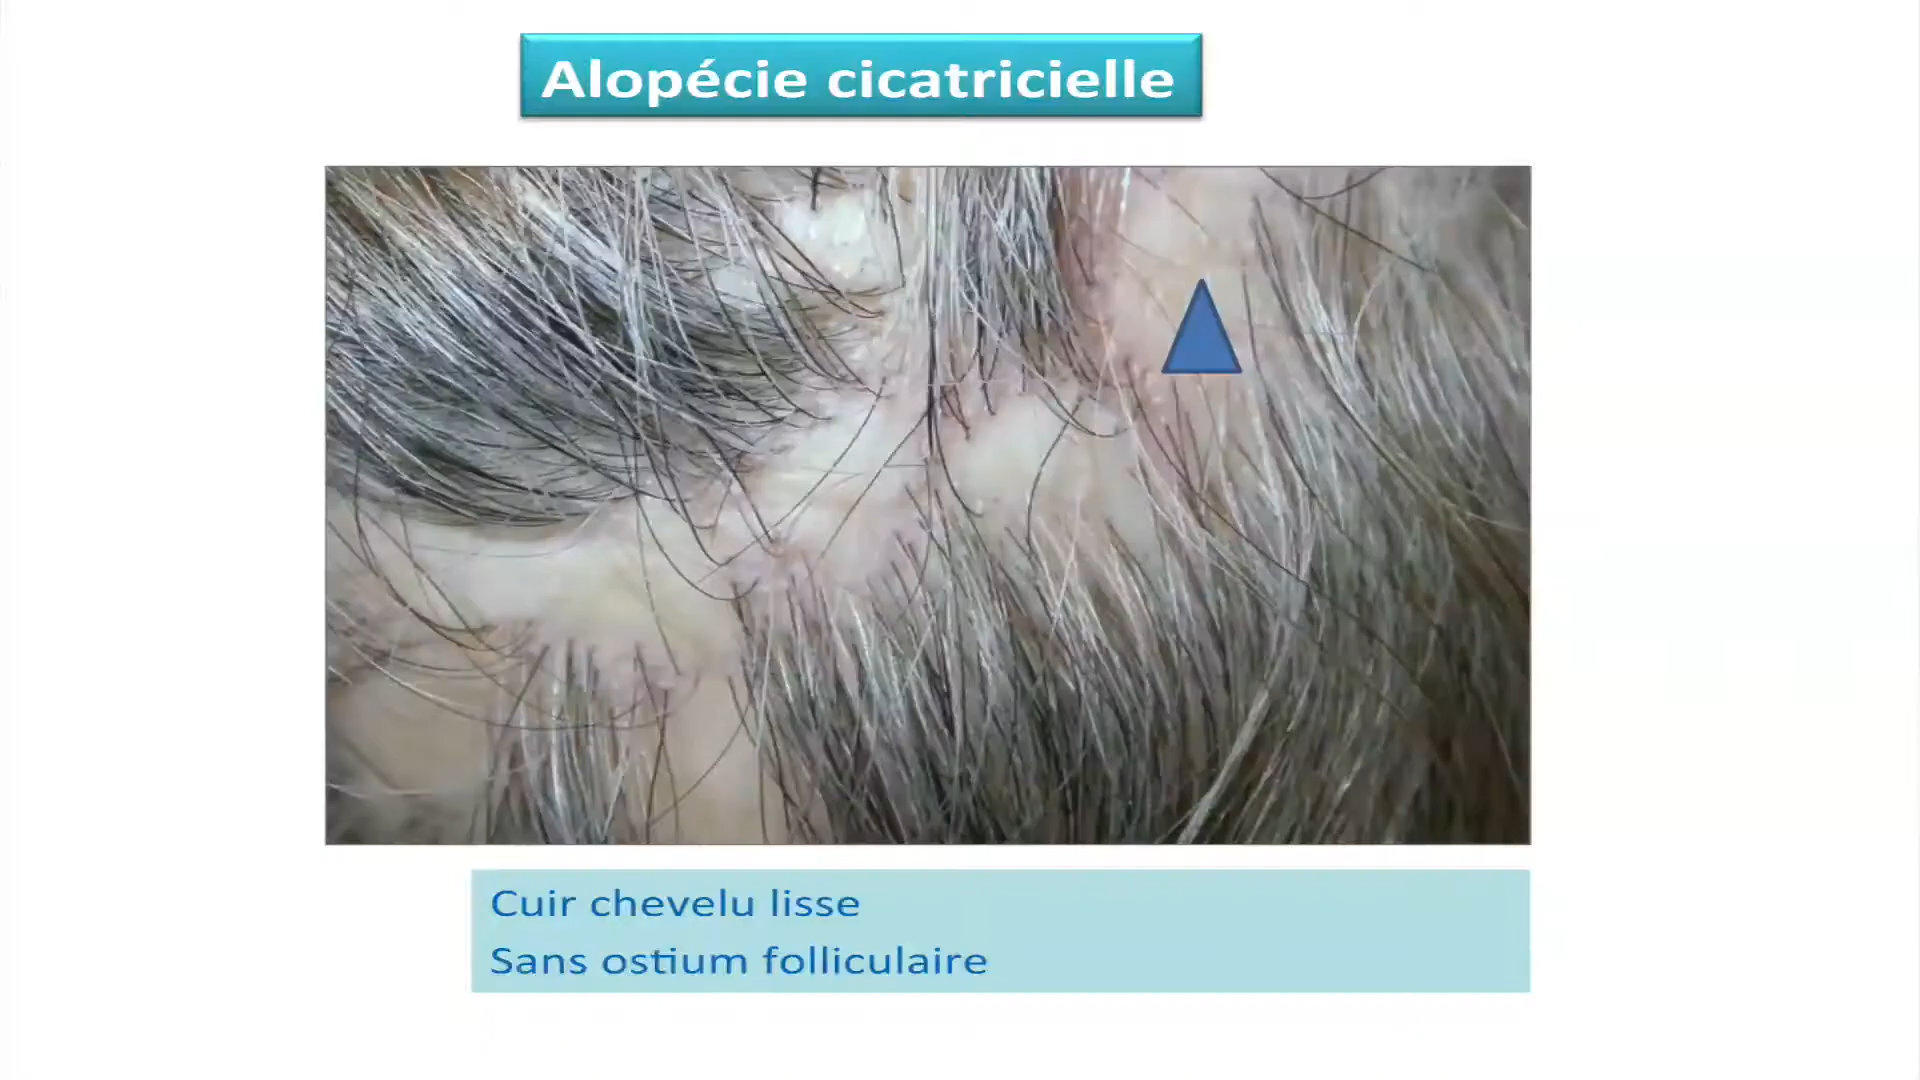 Alopécie cicatricielle
Cuir chevelu lisse
Sans ostium folliculaire